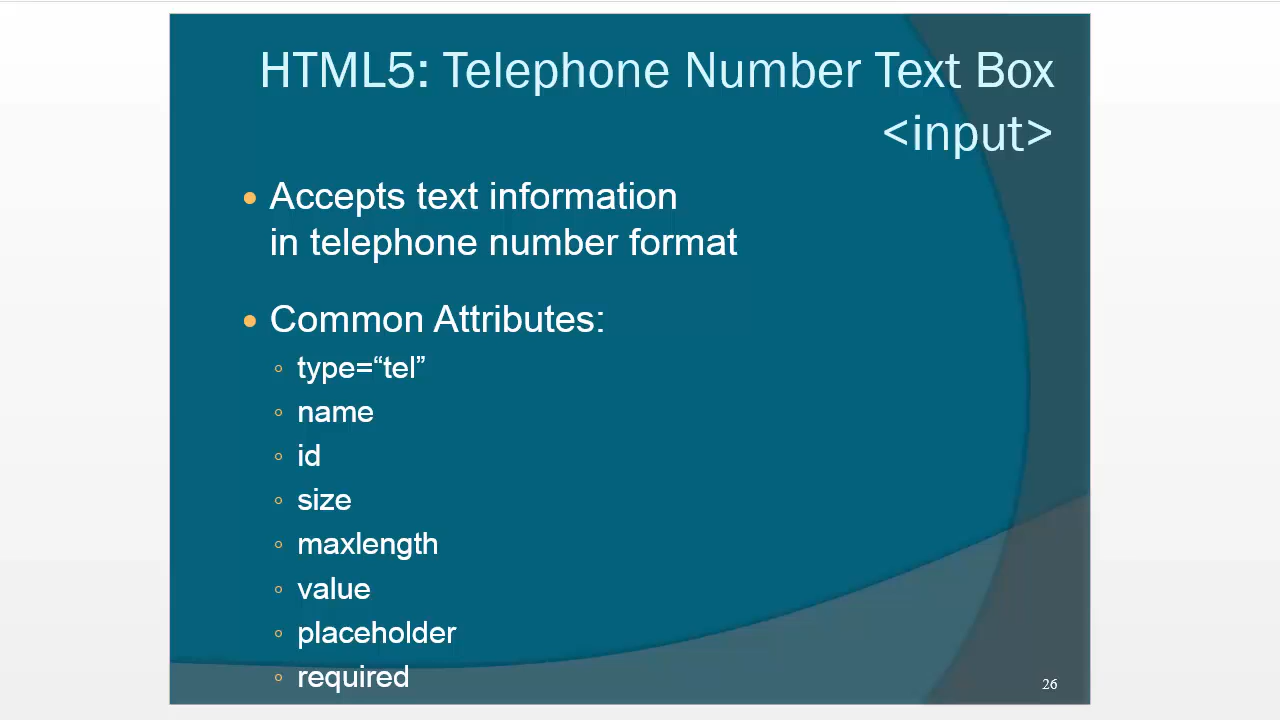 HTML5: Telephone Number Text Box
<input>
• Accepts text information
in telephone number format
• Common Attributes:
◦ type=“tel”
◦ name
◦ id
◦ size
◦ maxlength
◦ value
◦ placeholder
◦ required
26